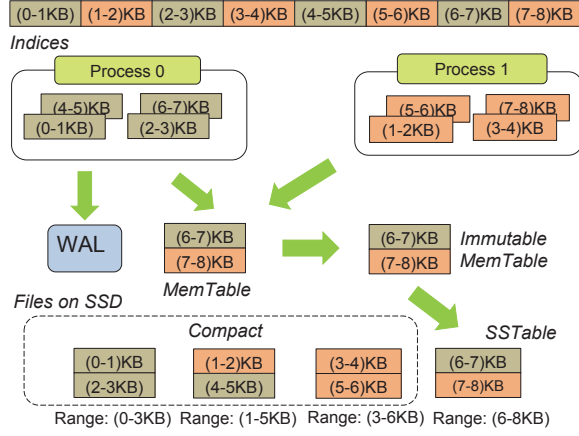 (0-1KB) (1-2)KB (2-3)KB (3-4)KB (4-5)KB (5-6)KB (6-7)KB (7-8)KB
Indices
Process 0
(4-5)KB (6-7)KB
(0-1KB) (2-3)KB
Process 1
(5-6)KB (7-8)KB
(1-2KB) (3-4)KB
WAL
(6-7)KB
(7-8)KB
MemTable
(6-7)KB
(7-8)KB
Immutable
MemTable
Files on SSD
Compact
SSTable
(0-1)KB (1-2)KB (3-4)KB (6-7)KB
(2-3)KB (4-5)KB (5-6)KB (7-8)KB
Range: (0-3KB) Range: (1-5KB) Range: (3-6KB) Range: (6-8KB)